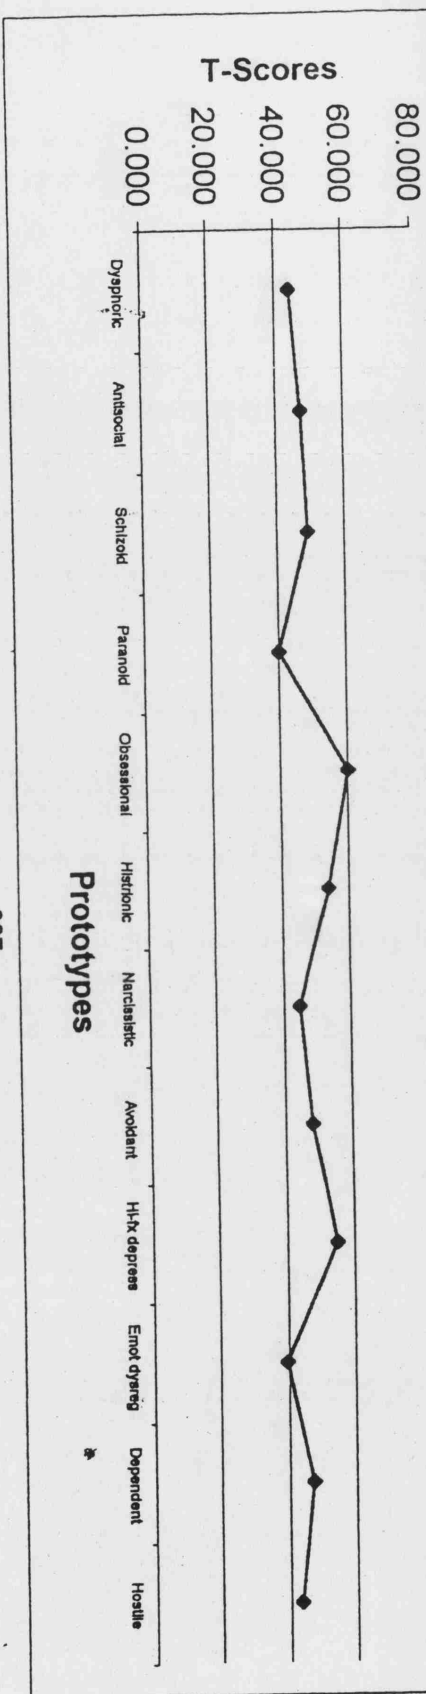 T-Scores
80.000
60.000
40.000
20.000
0.000
Dysphoric
Antisocial
Schizoid
Paranoid
Obsessional
Histrionic
Narcissistic
Avoidant
Hi-fx depress
Emot dysreg
Dependent
Hostile
Prototypes